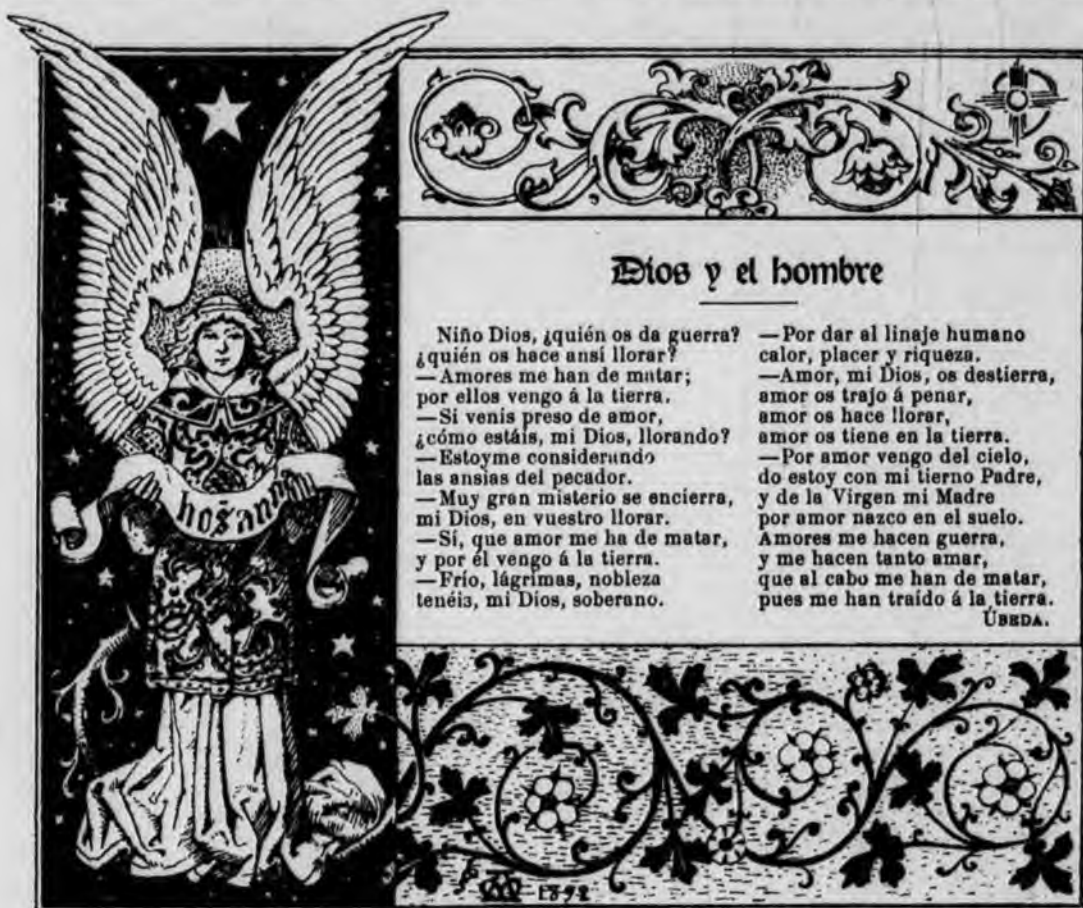 Dios y el hombre
Niño Dios, ¿quién os da guerra?
¿quién os hace ansí llorar?
—Amores me han de matar;
por ellos vengo á la tierra.
—Si venis preso de amor,
¿cómo estáis, mi Dios, llorando?
—Estoyme considerando
las ansias del pecador.
—Muy gran misterio se encierra,
mi Dios, en vuestro llorar.
—Sí, que amor me ha de matar,
y por él vengo á la tierra.
—Frío, lágrimas, nobleza
tenéis, mi Dios, soberano.
—Por dar al linaje humano
calor, placer y riqueza.
—Amor, mi Dios, os destierra,
amor os trajo á penar,
amor os hace llorar,
amor os tiene en la tierra.
—Por amor vengo del cielo,
do estoy con mi tierno Padre,
y de la Virgen mi Madre
por amor nazco en el suelo.
Amores me hacen guerra,
y me hacen tanto amar,
que al cabo me han de matar,
pues me han traído á la tierra.
ÚBEDA.
hosanna
1892